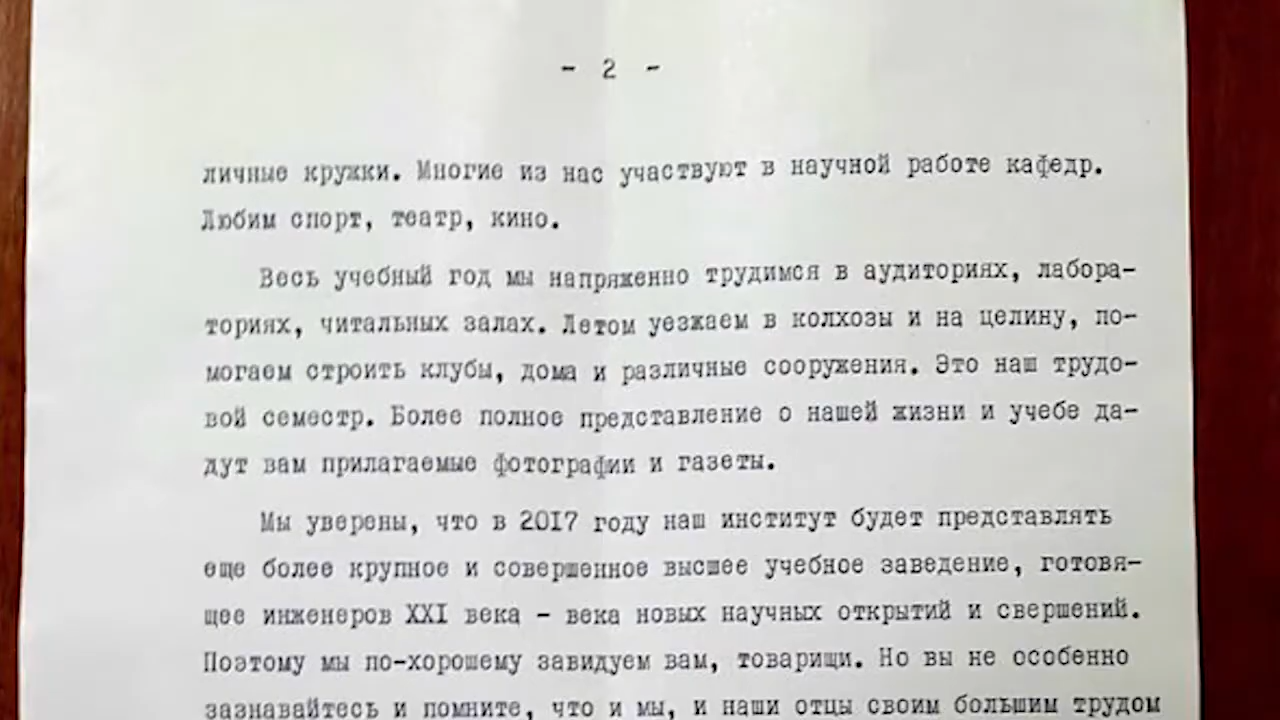 - 2 -
личные кружки. Многие из нас участвуют в научной работе кафедр.
Любим спорт, театр, кино.
Весь учебный год мы напряженно трудимся в аудиториях, лабора-
ториях, читальных залах. Летом уезжаем в колхозы и на целину, по-
могаем строить клубы, дома и различные сооружения. Это наш трудо-
вой семестр. Более полное представление о нашей жизни и учебе да-
дут вам прилагаемые фотографии и газеты.
Мы уверены, что в 2017 году наш институт будет представлять
еще более крупное и совершенное высшее учебное заведение, готовя-
щее инженеров XXI века - века новых научных открытий и свершений.
Поэтому мы по-хорошему завидуем вам, товарищи. Но вы не особенно
зазнавайтесь и помните, что и мы, и наши отцы своим большим трудом